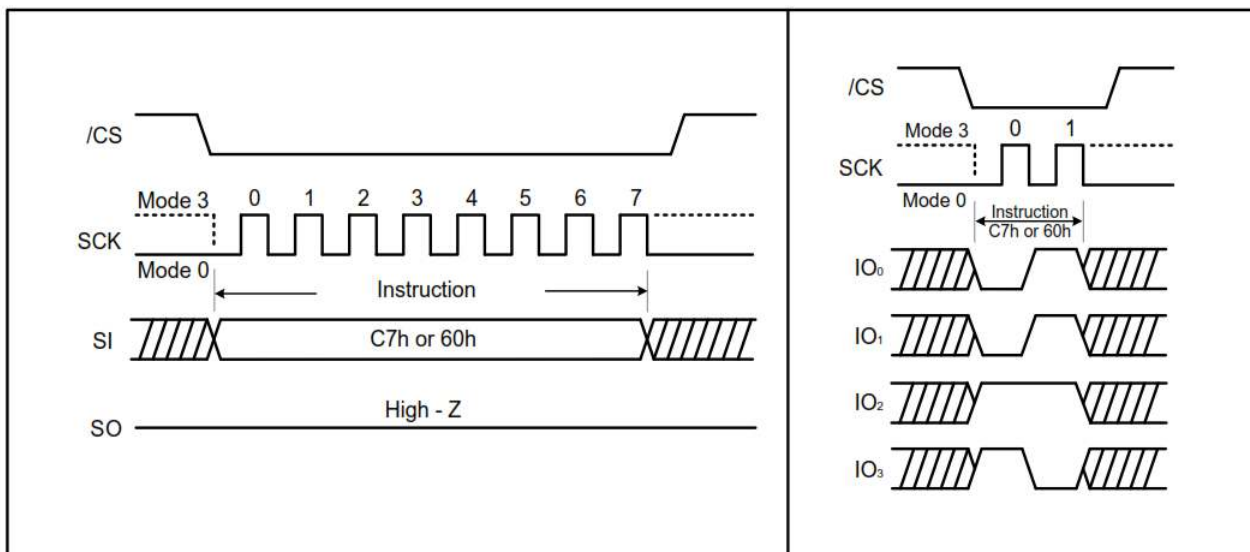 /CS
Mode 3 0 1 2 3 4 5 6 7
SCK
Mode 0
Instruction
SI C7h or 60h
High - Z
SO
/CS
Mode 3 0 1
SCK
Mode 0
Instruction
C7h or 60h
IO₀
IO₁
IO₂
IO₃